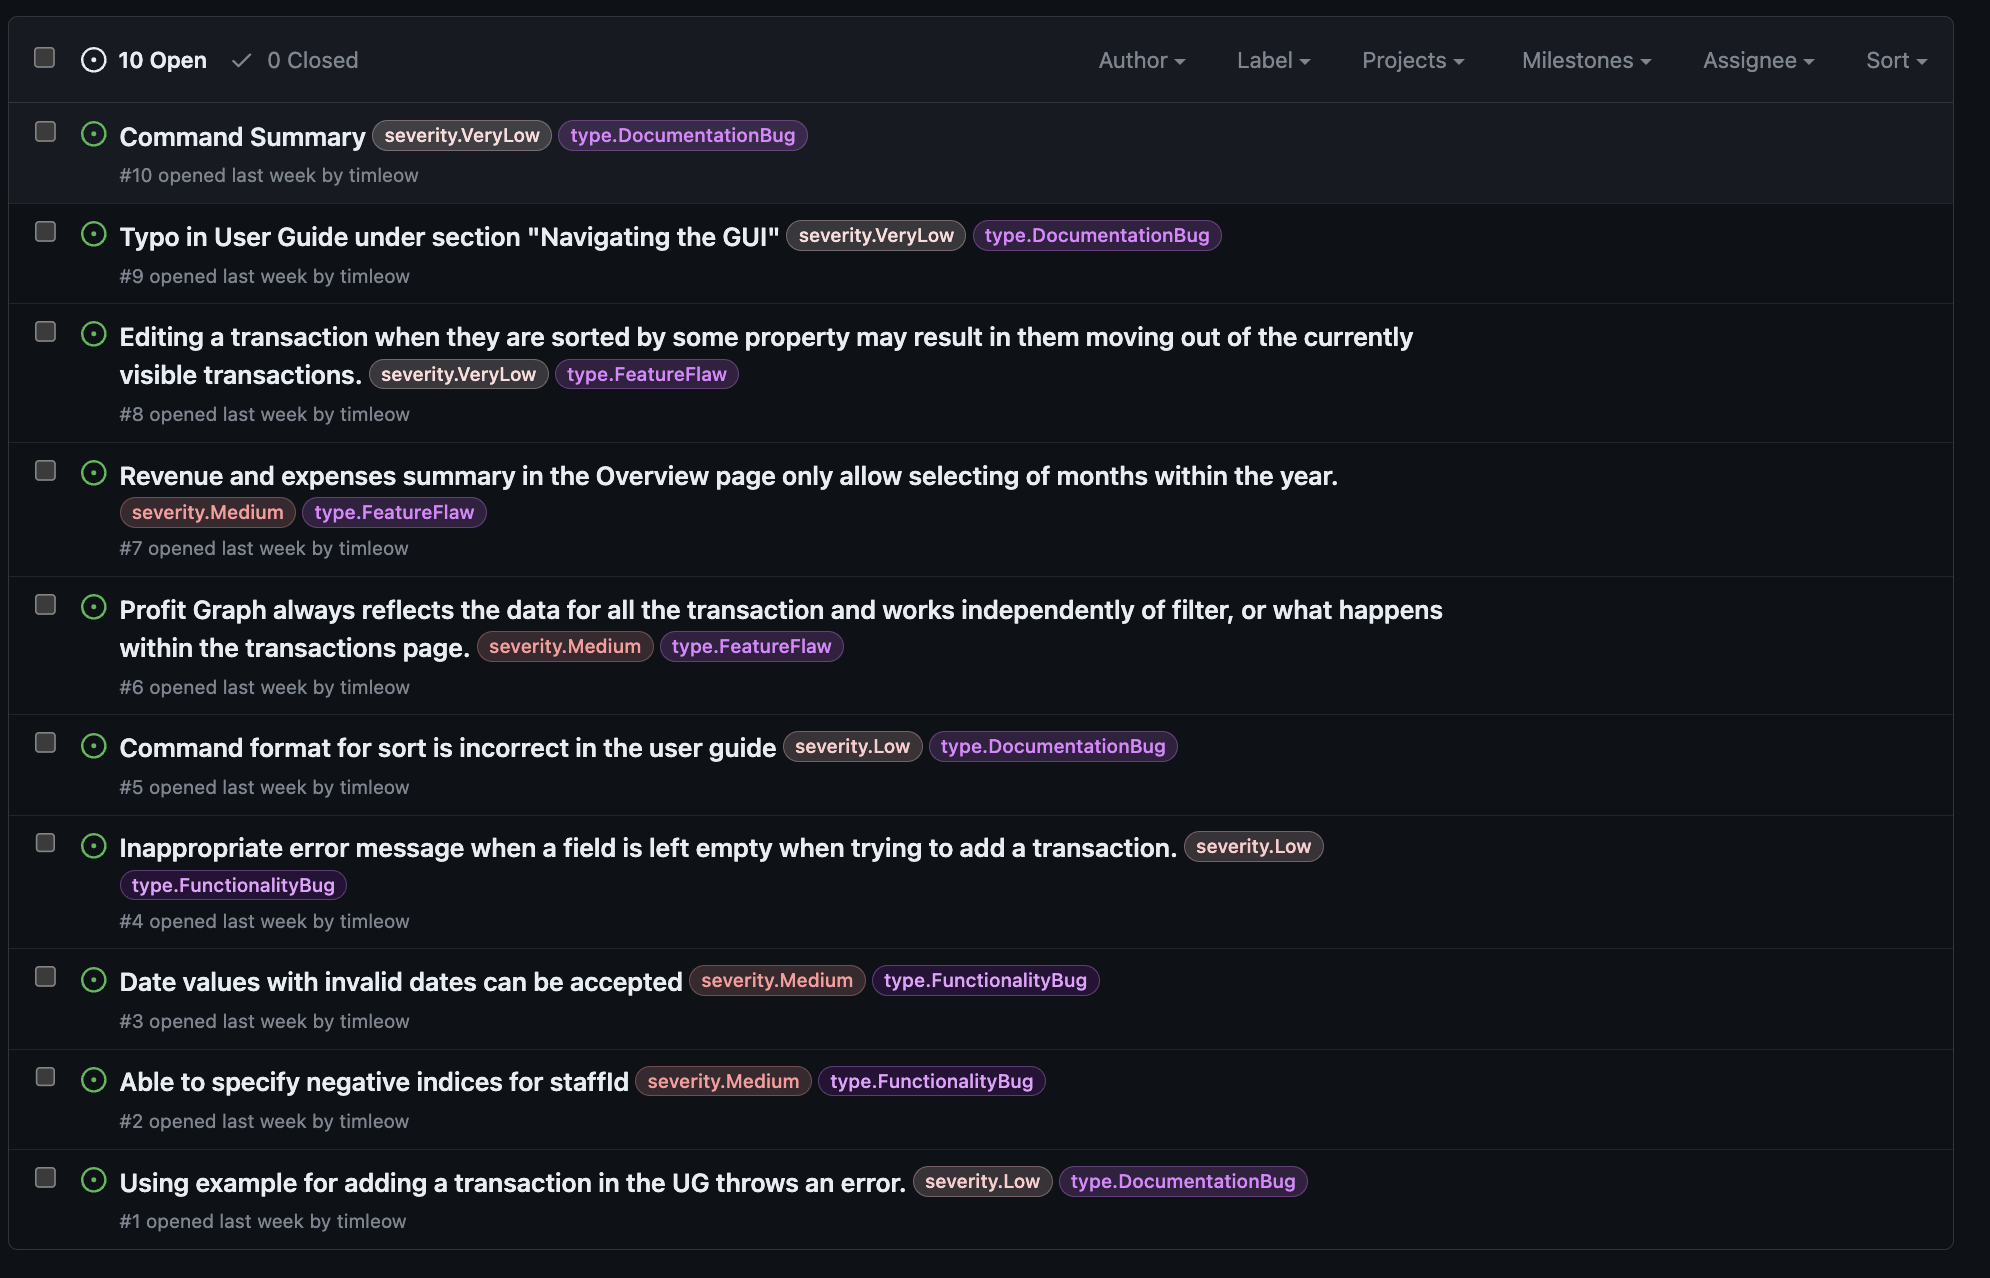 10 Open 0 Closed Author Label Projects Milestones Assignee Sort
Command Summary severity.VeryLow type.DocumentationBug
#10 opened last week by timleow
Typo in User Guide under section "Navigating the GUI" severity.VeryLow type.DocumentationBug
#9 opened last week by timleow
Editing a transaction when they are sorted by some property may result in them moving out of the currently
visible transactions. severity.VeryLow type.FeatureFlaw
#8 opened last week by timleow
Revenue and expenses summary in the Overview page only allow selecting of months within the year.
severity.Medium type.FeatureFlaw
#7 opened last week by timleow
Profit Graph always reflects the data for all the transaction and works independently of filter, or what happens
within the transactions page. severity.Medium type.FeatureFlaw
#6 opened last week by timleow
Command format for sort is incorrect in the user guide severity.Low type.DocumentationBug
#5 opened last week by timleow
Inappropriate error message when a field is left empty when trying to add a transaction. severity.Low
type.FunctionalityBug
#4 opened last week by timleow
Date values with invalid dates can be accepted severity.Medium type.FunctionalityBug
#3 opened last week by timleow
Able to specify negative indices for staffId severity.Medium type.FunctionalityBug
#2 opened last week by timleow
Using example for adding a transaction in the UG throws an error. severity.Low type.DocumentationBug
#1 opened last week by timleow